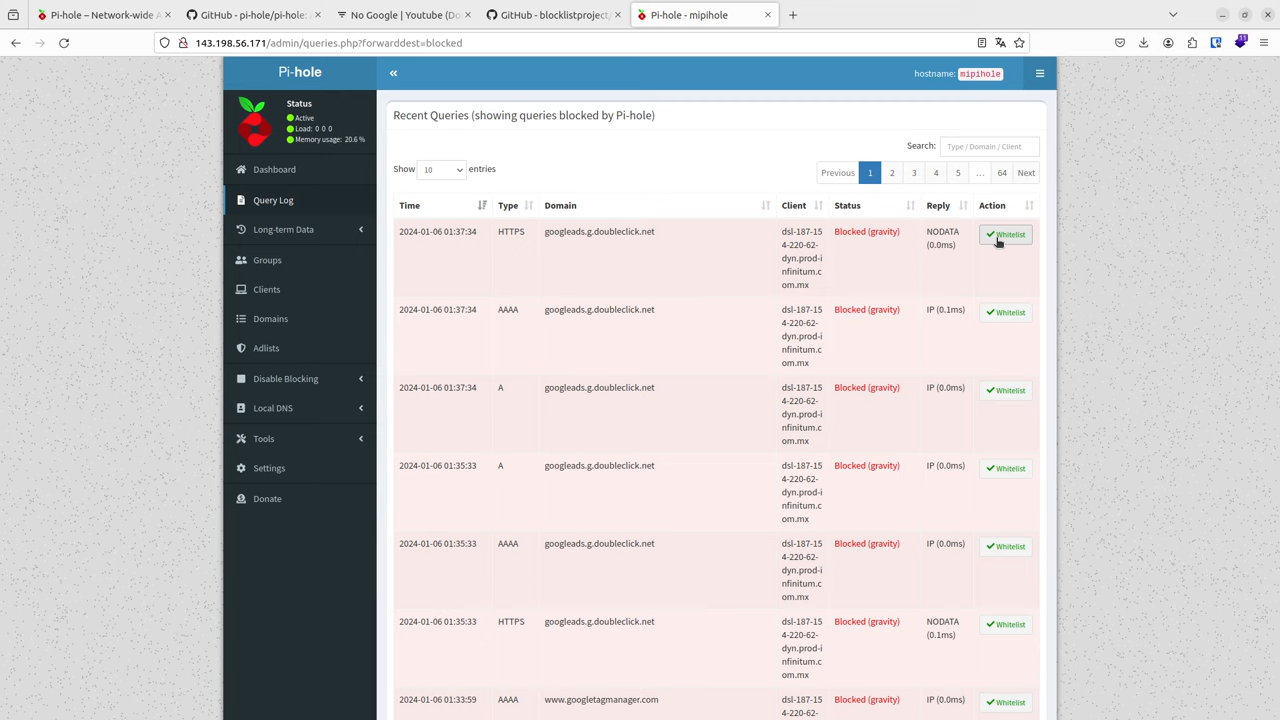 Pi-hole – Network-wide A
GitHub - pi-hole/pi-hole:
No Google | Youtube (Do
GitHub - blocklistproject/
Pi-hole - mipihole
143.198.56.171/admin/queries.php?forwarddest=blocked
11
Pi-hole
hostname: mipihole
Status
Active
Load: 0 0 0
Memory usage: 20.6 %
Dashboard
Query Log
Long-term Data
Groups
Clients
Domains
Adlists
Disable Blocking
Local DNS
Tools
Settings
Donate
Recent Queries (showing queries blocked by Pi-hole)
Search: Type / Domain / Client
Show 10 entries
Previous 1 2 3 4 5 … 64 Next
Time Type Domain Client Status Reply Action
2024-01-06 01:37:34 HTTPS googleads.g.doubleclick.net dsl-187-15 Blocked (gravity) NODATA Whitelist
4-220-62- (0.0ms)
dyn.prod-i
nfinitum.c
om.mx
2024-01-06 01:37:34 AAAA googleads.g.doubleclick.net dsl-187-15 Blocked (gravity) IP (0.1ms) Whitelist
4-220-62-
dyn.prod-i
nfinitum.c
om.mx
2024-01-06 01:37:34 A googleads.g.doubleclick.net dsl-187-15 Blocked (gravity) IP (0.0ms) Whitelist
4-220-62-
dyn.prod-i
nfinitum.c
om.mx
2024-01-06 01:35:33 A googleads.g.doubleclick.net dsl-187-15 Blocked (gravity) IP (0.0ms) Whitelist
4-220-62-
dyn.prod-i
nfinitum.c
om.mx
2024-01-06 01:35:33 AAAA googleads.g.doubleclick.net dsl-187-15 Blocked (gravity) IP (0.0ms) Whitelist
4-220-62-
dyn.prod-i
nfinitum.c
om.mx
2024-01-06 01:35:33 HTTPS googleads.g.doubleclick.net dsl-187-15 Blocked (gravity) NODATA Whitelist
4-220-62- (0.1ms)
dyn.prod-i
nfinitum.c
om.mx
2024-01-06 01:33:59 AAAA www.googletagmanager.com dsl-187-15 Blocked (gravity) IP (0.0ms) Whitelist
4-220-62-